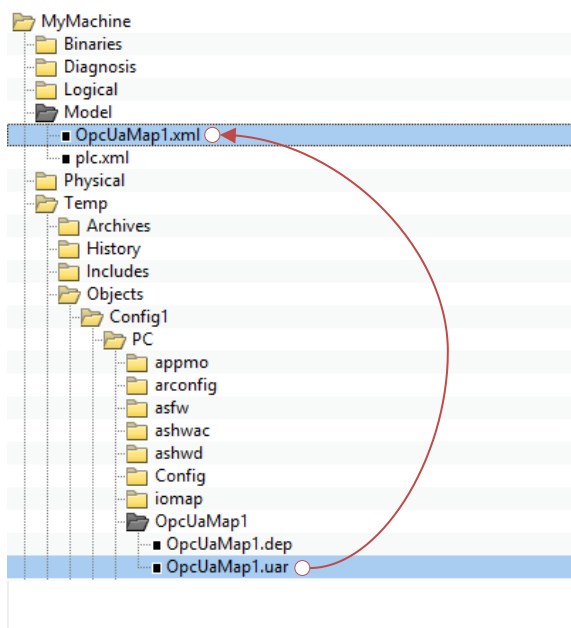 MyMachine
Binaries
Diagnosis
Logical
Model
OpcUaMap1.xml
plc.xml
Physical
Temp
Archives
History
Includes
Objects
Config1
PC
appmo
arconfig
asfw
ashwac
ashwd
Config
iomap
OpcUaMap1
OpcUaMap1.dep
OpcUaMap1.uar